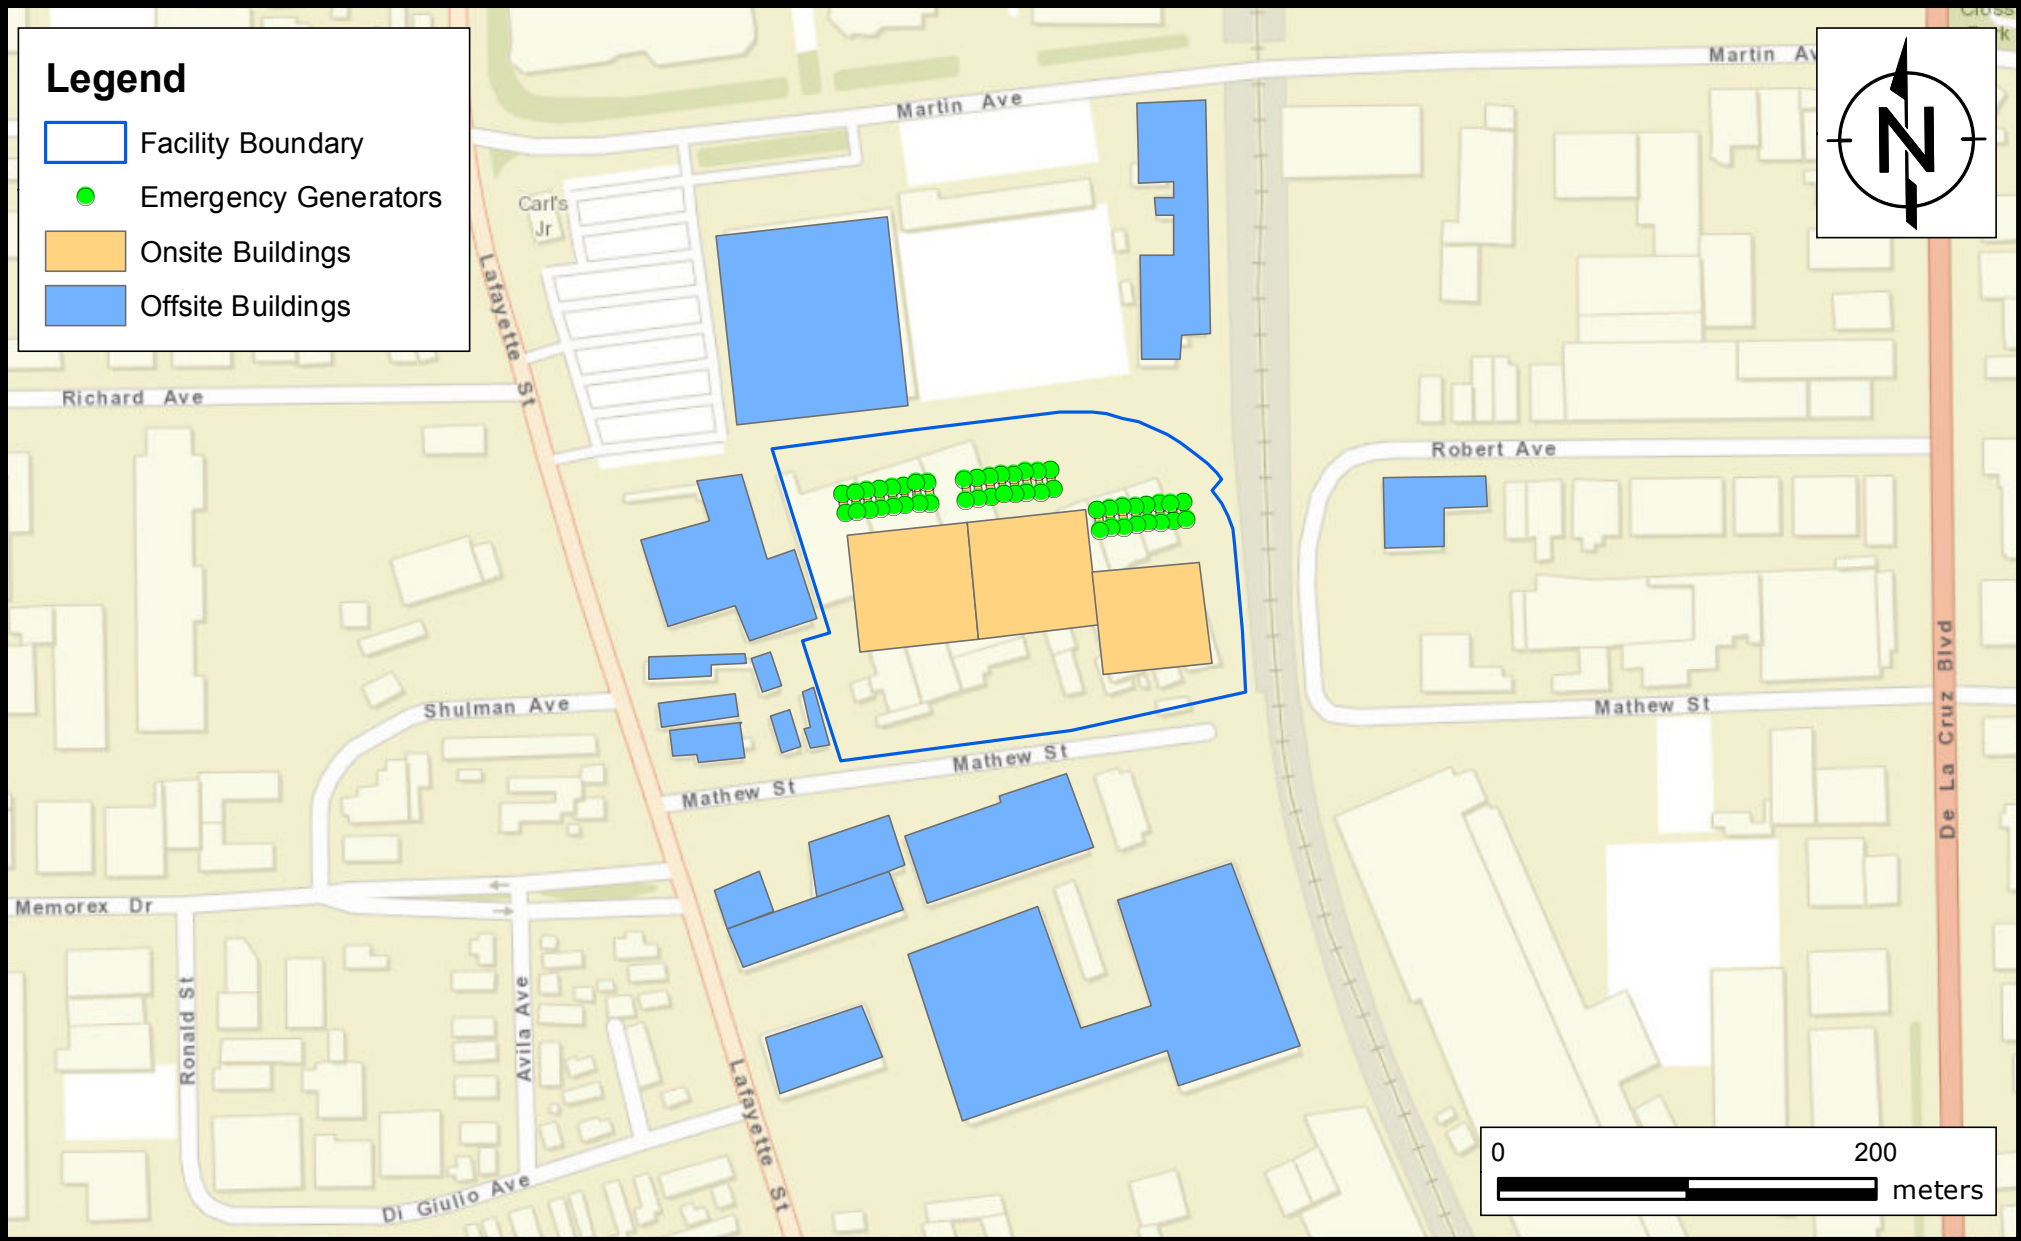 Legend
Facility Boundary
Emergency Generators
Onsite Buildings
Offsite Buildings
Martin Ave
Martin Av
N
Carl's
Jr
Lafayette St
Richard Ave
Robert Ave
Shulman Ave
Mathew St
Mathew St
Mathew St
De La Cruz Blvd
Memorex Dr
Ronald St
Avila Ave
Lafayette St
Di Giulio Ave
0 200
meters